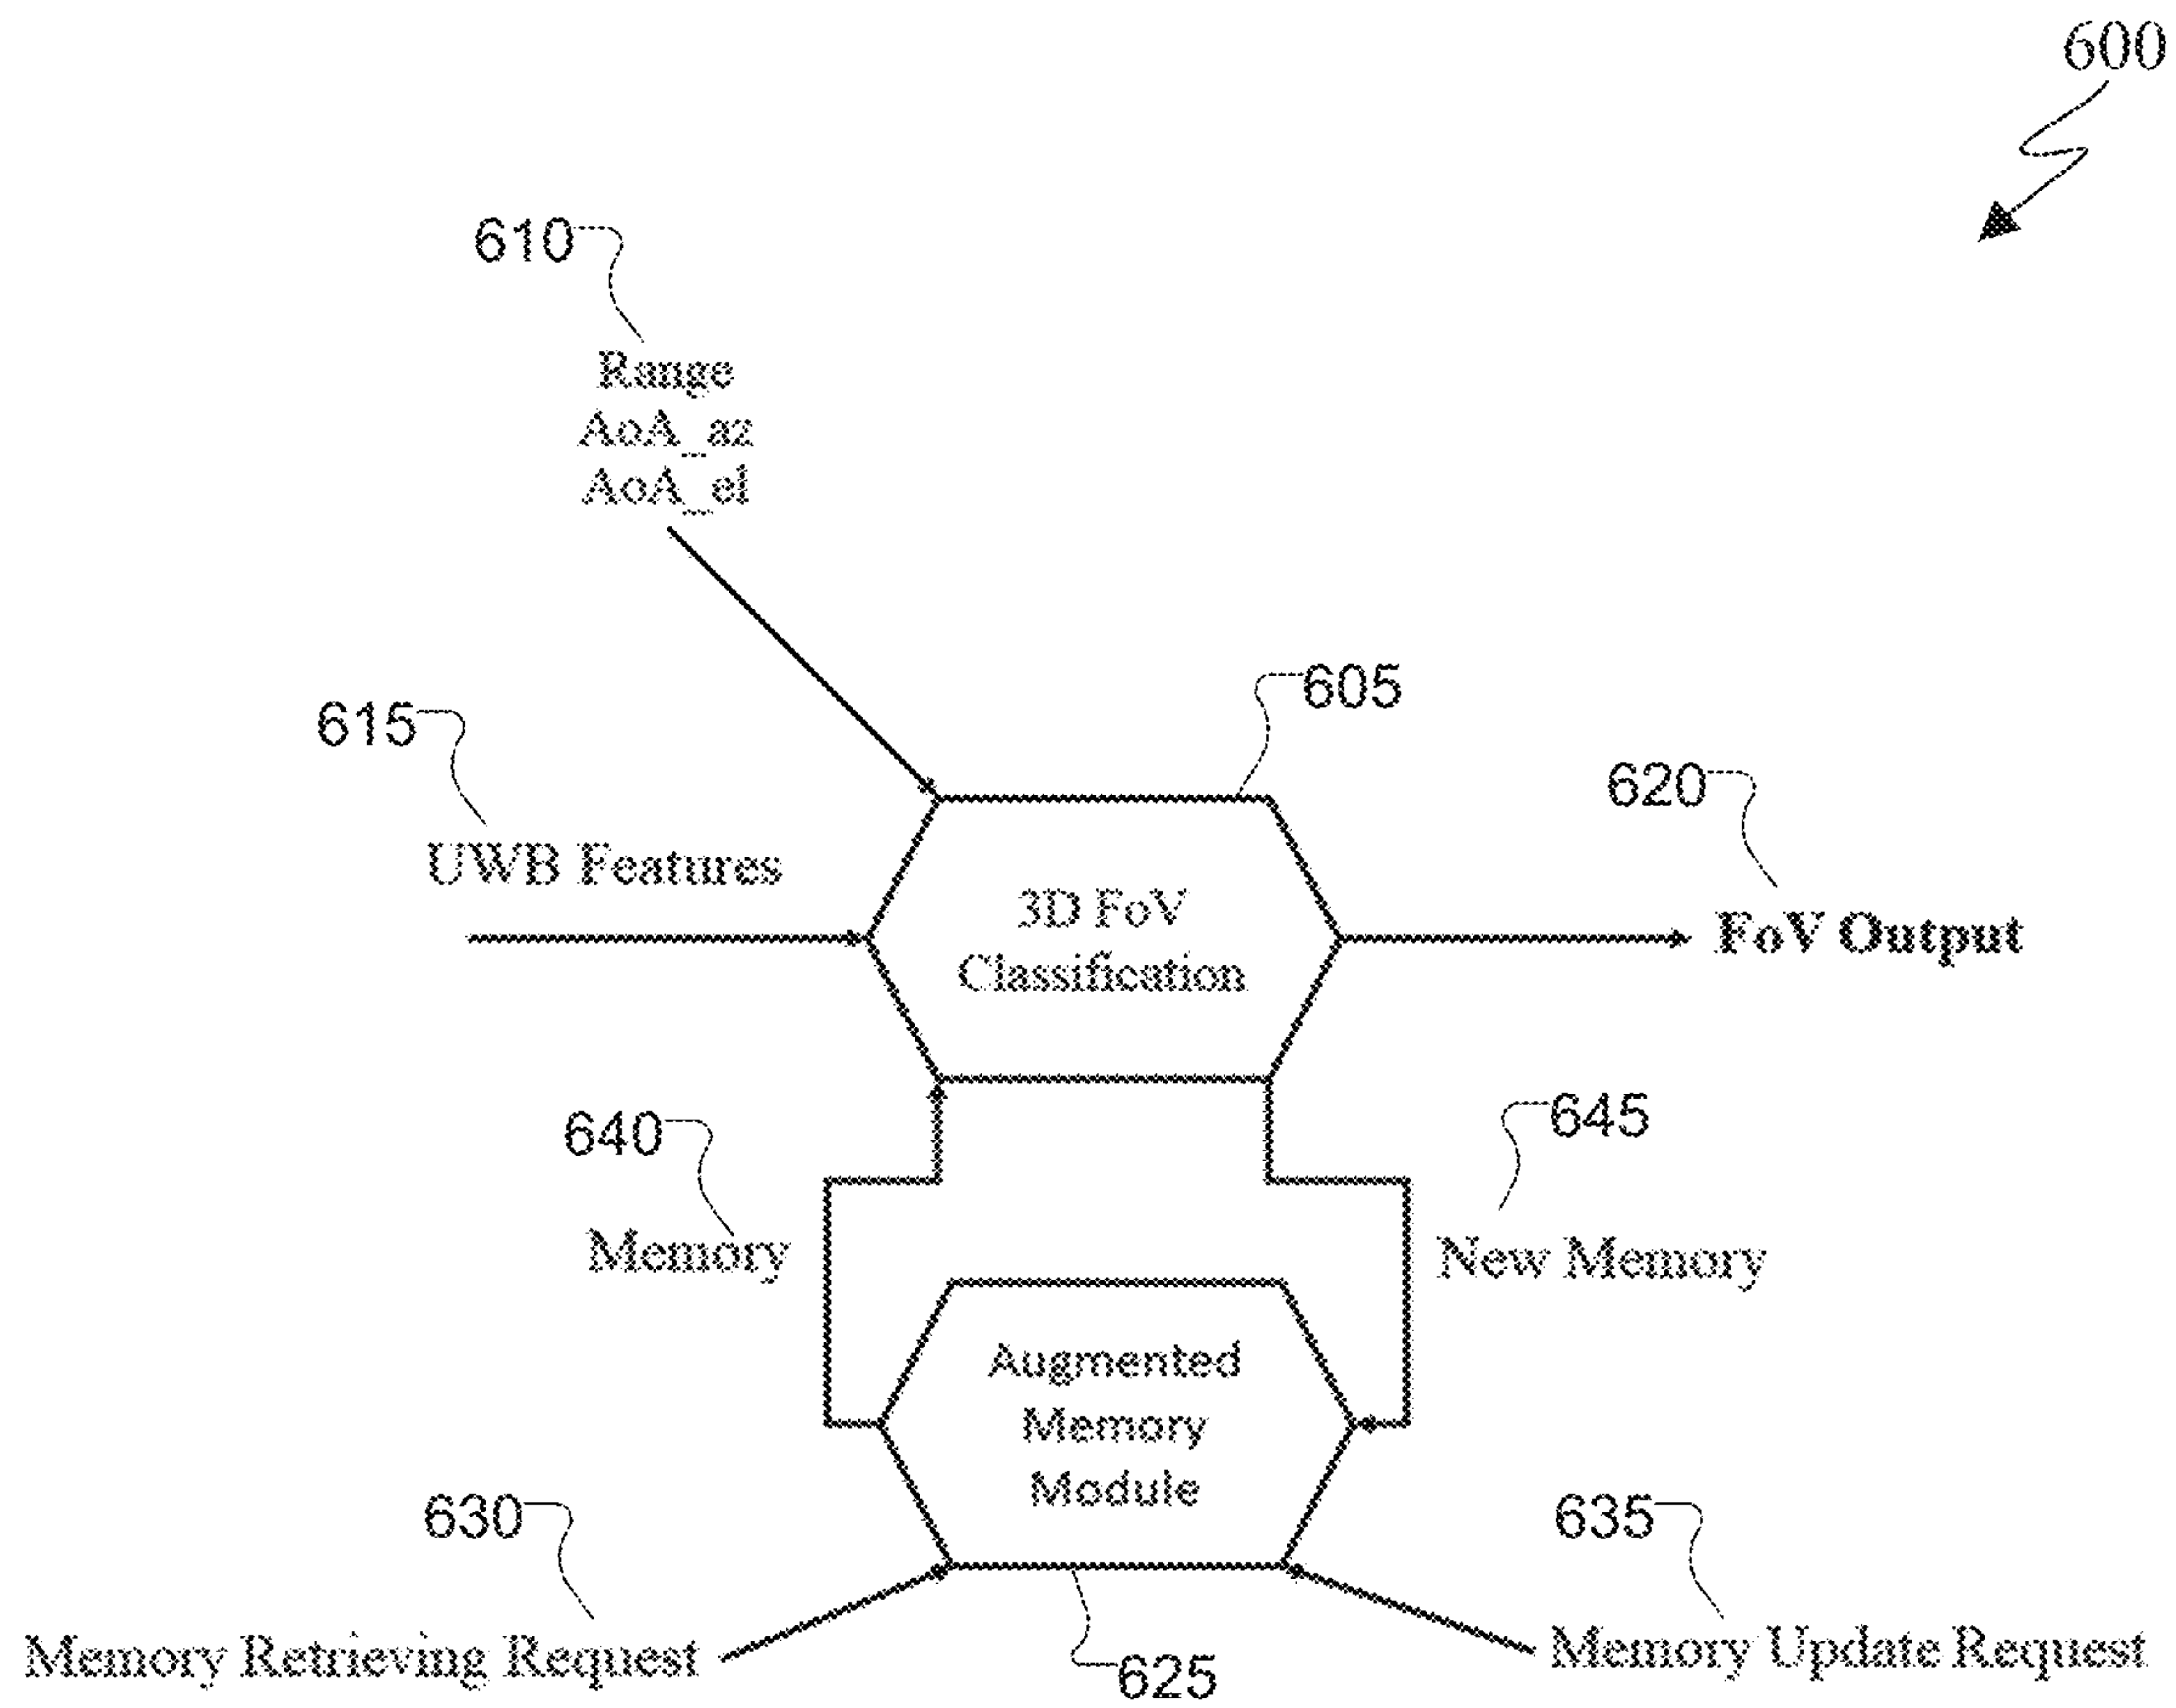 600
610
Range
AoA_az
AoA_el
605
615
620
UWB Features
3D FoV
Classification
FoV Output
640
645
Memory
New Memory
Augmented
Memory
Module
630
635
Memory Retrieving Request
625
Memory Update Request